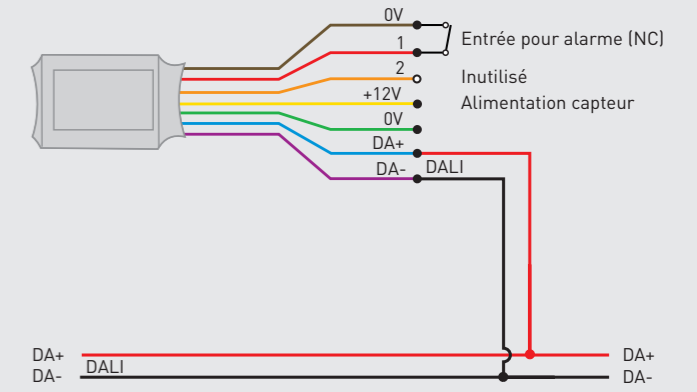 0V
1 Entrée pour alarme (NC)
2 Inutilisé
+12V Alimentation capteur
0V
DA+
DA- DALI
DA+ DA+
DALI
DA- DA-